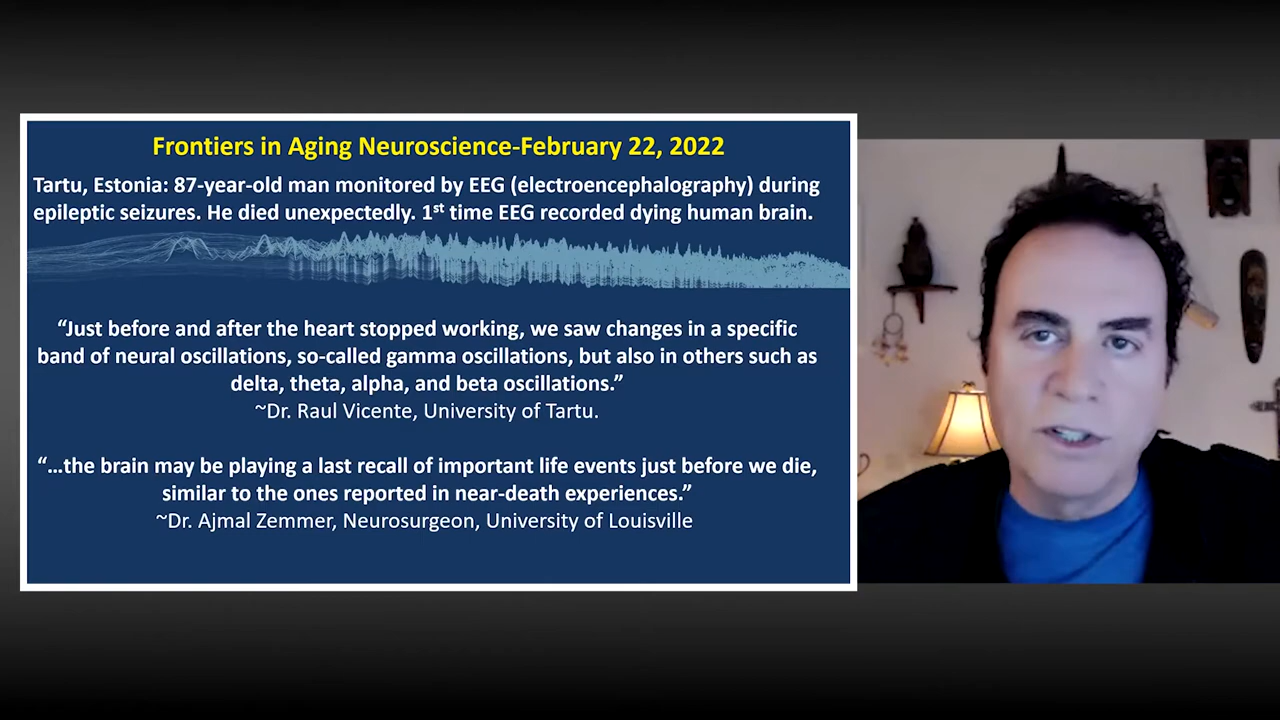 Frontiers in Aging Neuroscience-February 22, 2022
Tartu, Estonia: 87-year-old man monitored by EEG (electroencephalography) during
epileptic seizures. He died unexpectedly. 1st time EEG recorded dying human brain.
“Just before and after the heart stopped working, we saw changes in a specific
band of neural oscillations, so-called gamma oscillations, but also in others such as
delta, theta, alpha, and beta oscillations.”
~Dr. Raul Vicente, University of Tartu.
“…the brain may be playing a last recall of important life events just before we die,
similar to the ones reported in near-death experiences.”
~Dr. Ajmal Zemmer, Neurosurgeon, University of Louisville